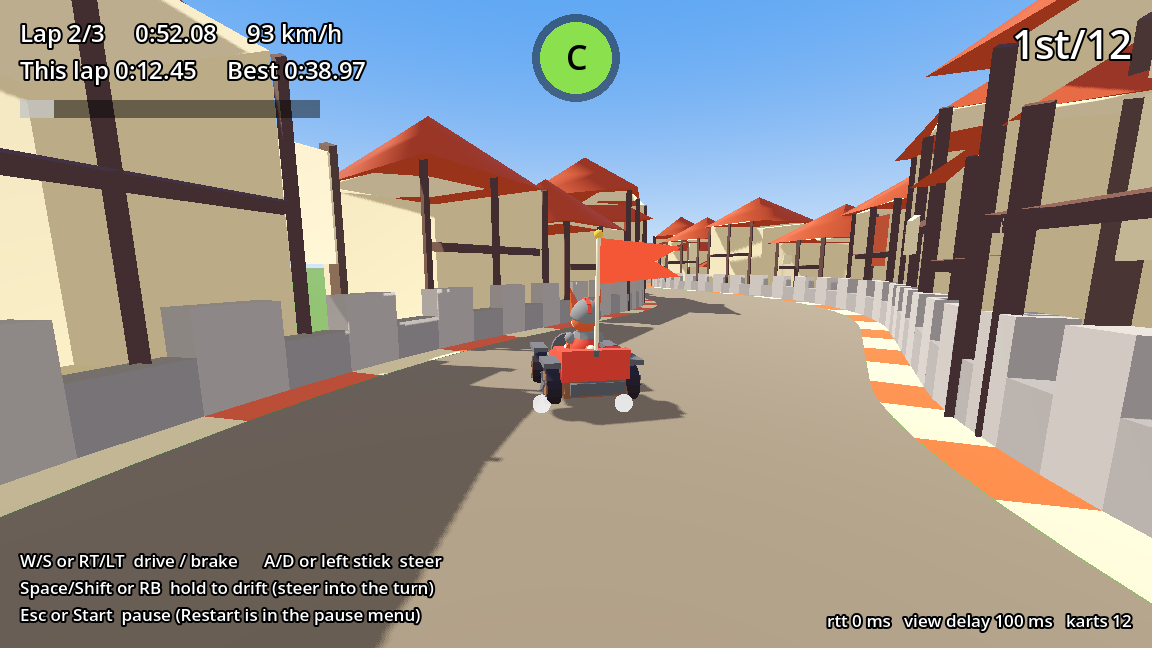 Lap 2/3 0:52.08 93 km/h
This lap 0:12.45 Best 0:38.97
C
1st/12
W/S or RT/LT drive / brake A/D or left stick steer
Space/Shift or RB hold to drift (steer into the turn)
Esc or Start pause (Restart is in the pause menu)
rtt 0 ms view delay 100 ms karts 12